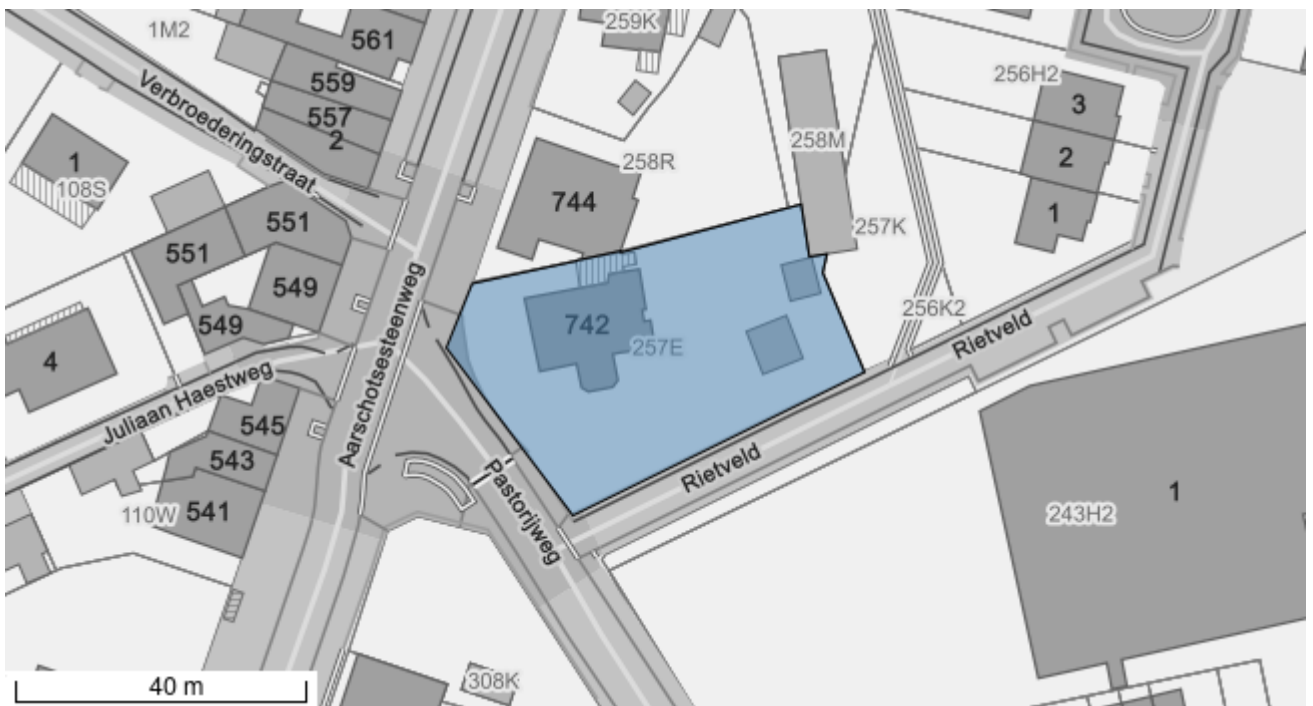 1M2
561
259K
559
557
2
Verbroederingstraat
1
108S
258R
258M
256H2
3
2
1
744
551
551
549
549
257K
256K2
Rietveld
742
257E
4
Juliaan Haestweg
Aarschotsesteenweg
545
543
541
110W
Pastorijweg
Rietveld
1
243H2
308K
40 m